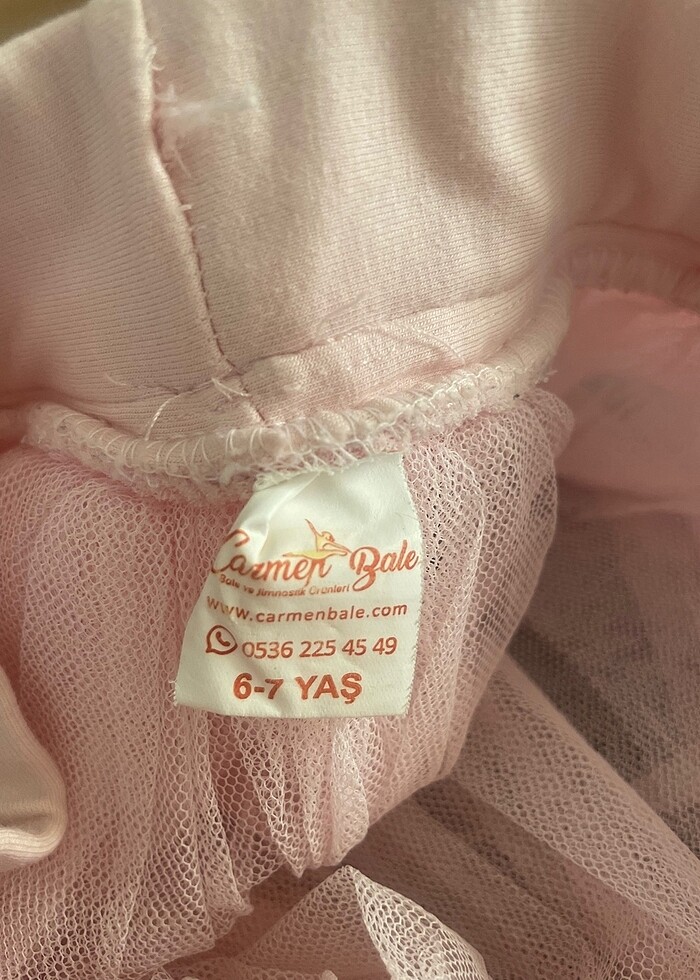 Carmen Bale
Bale ve Jimnastik Ürünleri
www.carmenbale.com
0536 225 45 49
6-7 YAŞ